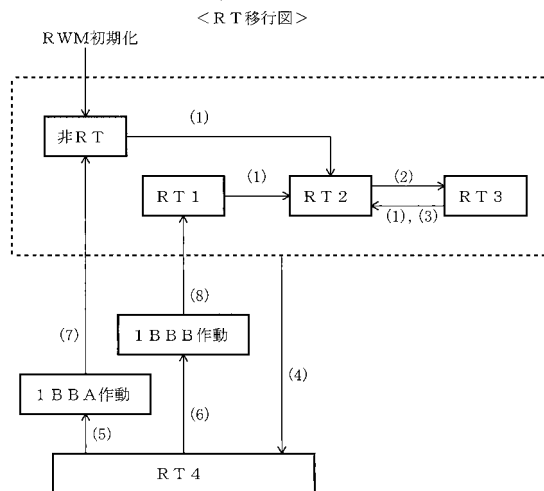 ＜ＲＴ移行図＞
ＲＷＭ初期化
(1)
非ＲＴ
(1)
(2)
ＲＴ１
ＲＴ２
ＲＴ３
(1), (3)
(8)
１ＢＢＢ作動
(7)
(4)
１ＢＢＡ作動
(6)
(5)
ＲＴ４